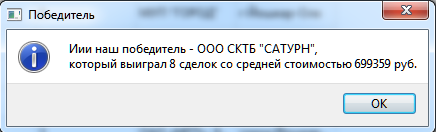 Победитель
Иии наш победитель - ООО СКТБ "САТУРН",
который выиграл 8 сделок со средней стоимостью 699359 руб.
OK